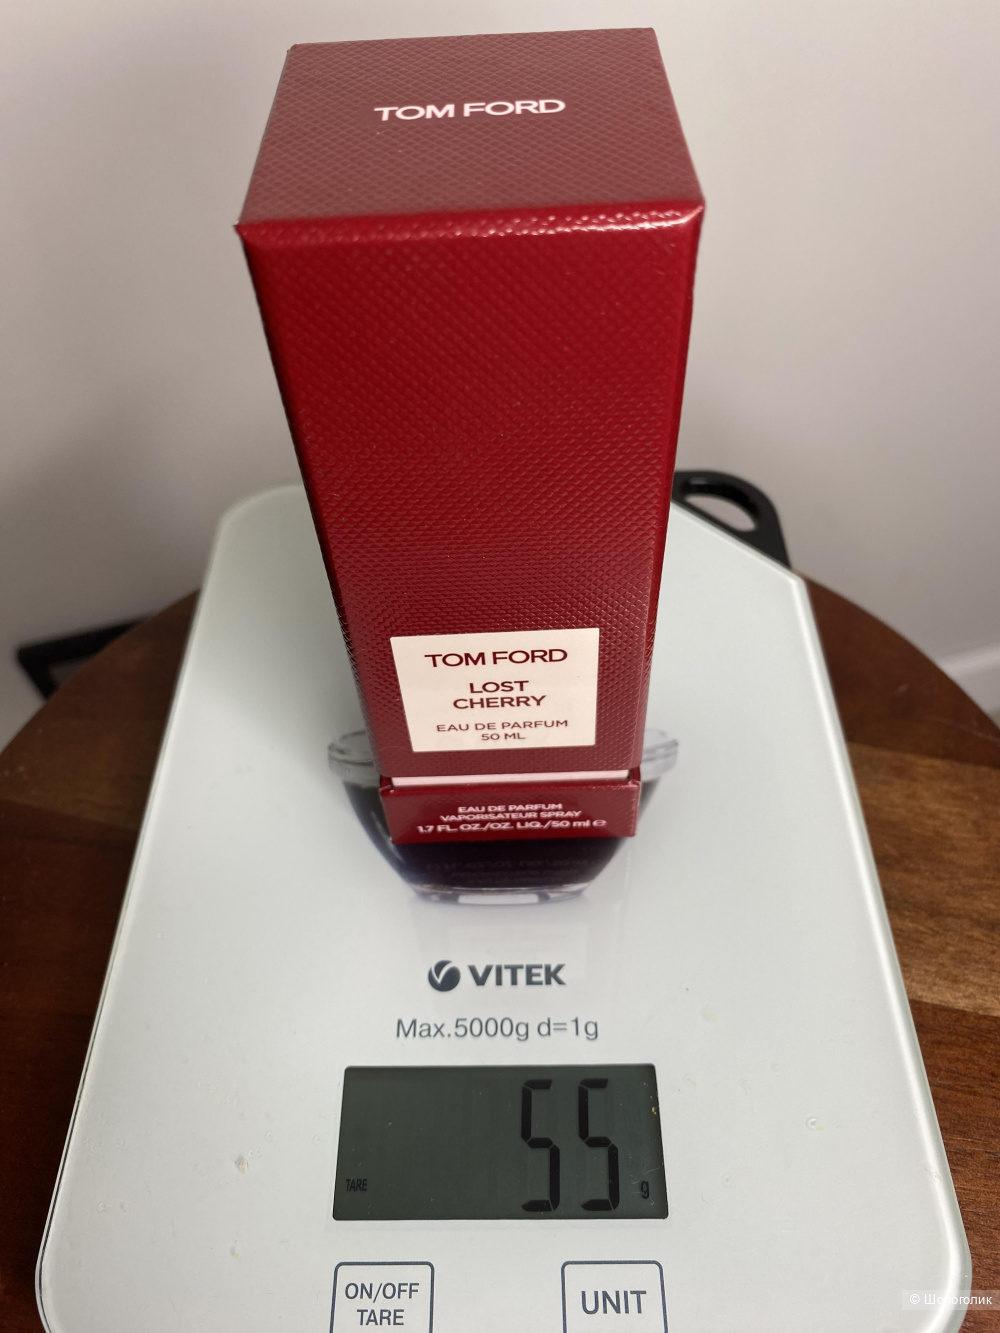 TOM FORD
TOM FORD
LOST
CHERRY
EAU DE PARFUM
50 ML
EAU DE PARFUM
VAPORISATEUR SPRAY
1.7 FL. OZ./OZ. LIQ./50 ml ℮
VITEK
Max.5000g d=1g
55
TARE
g
ON/OFF
TARE
UNIT
© Шопоголик